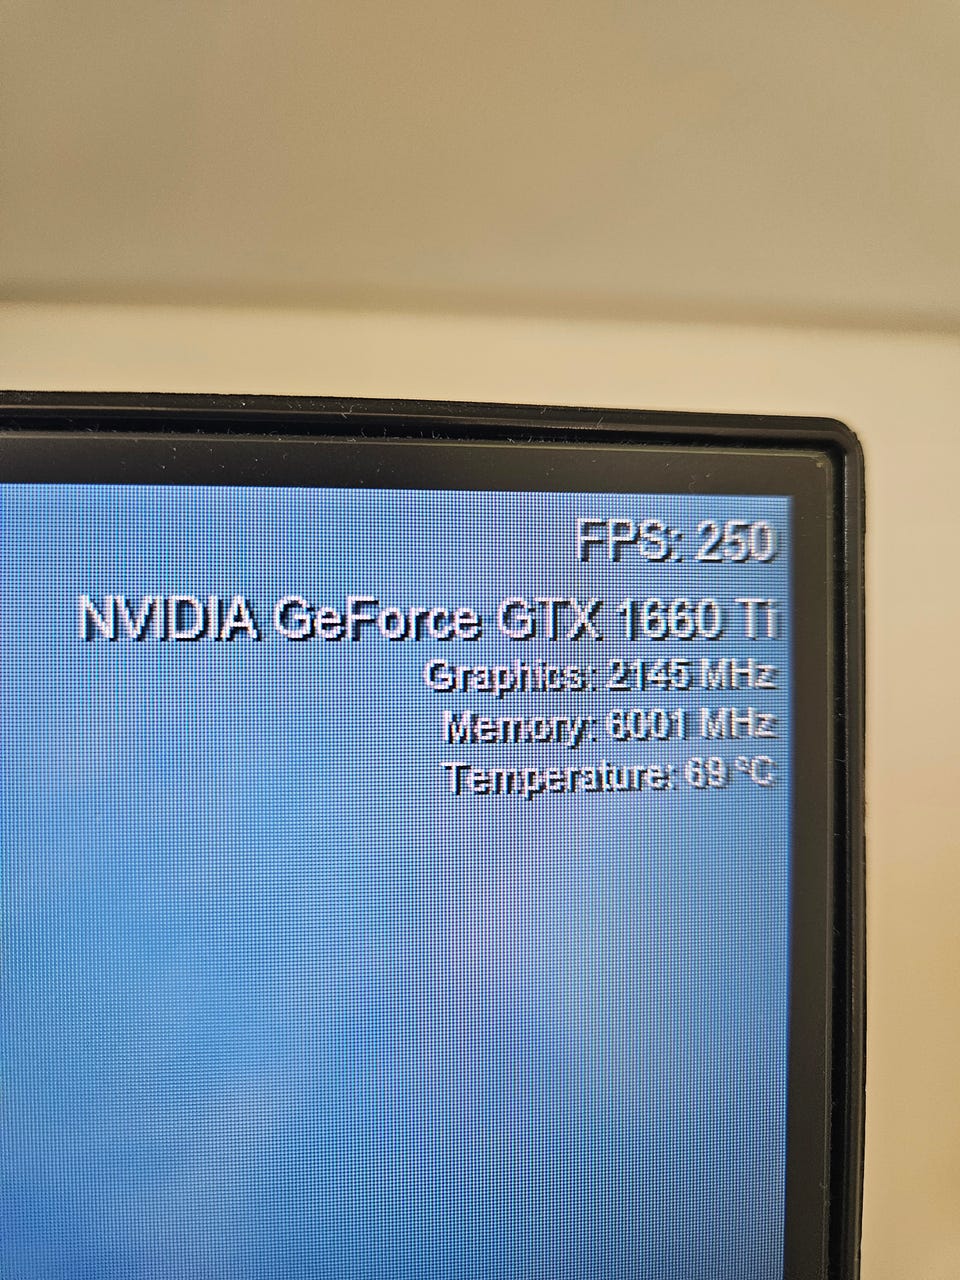 FPS: 250
NVIDIA GeForce GTX 1660 Ti
Graphics: 2145 MHz
Memory: 6001 MHz
Temperature: 69 °C